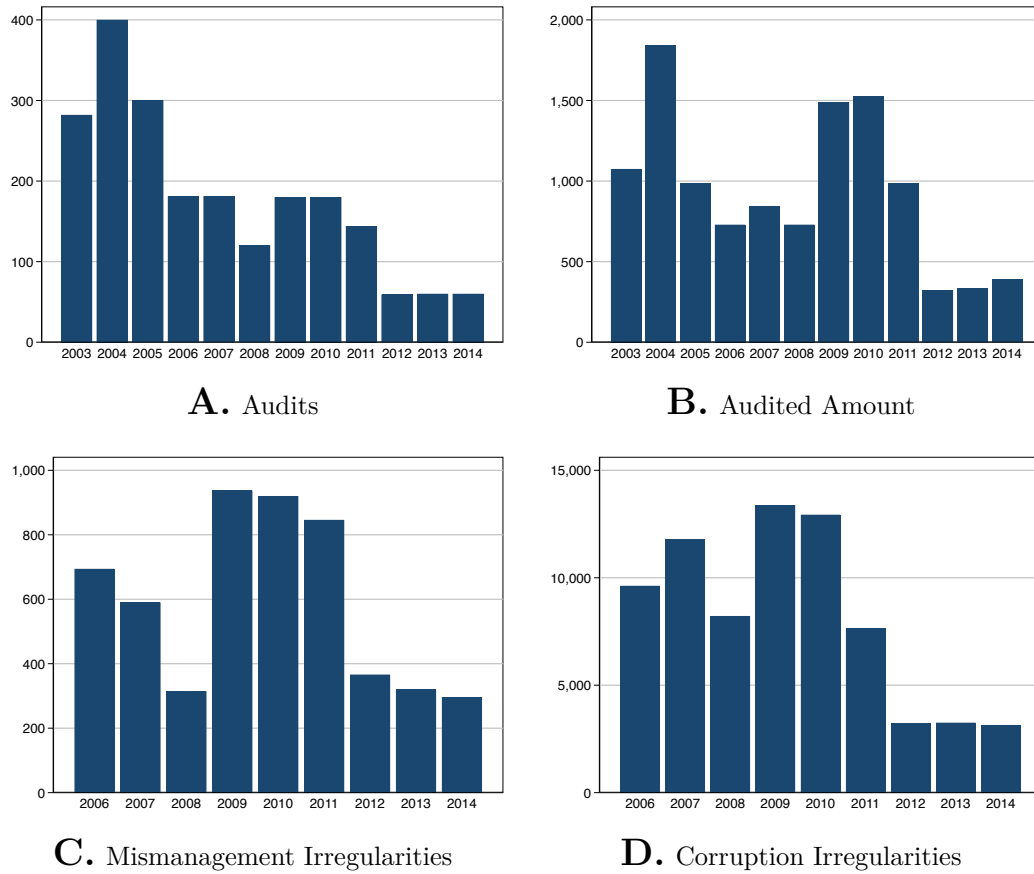 400
300
200
100
0
2003 2004 2005 2006 2007 2008 2009 2010 2011 2012 2013 2014
A. Audits
2,000
1,500
1,000
500
0
2003 2004 2005 2006 2007 2008 2009 2010 2011 2012 2013 2014
B. Audited Amount
1,000
800
600
400
200
0
2006 2007 2008 2009 2010 2011 2012 2013 2014
C. Mismanagement Irregularities
15,000
10,000
5,000
0
2006 2007 2008 2009 2010 2011 2012 2013 2014
D. Corruption Irregularities